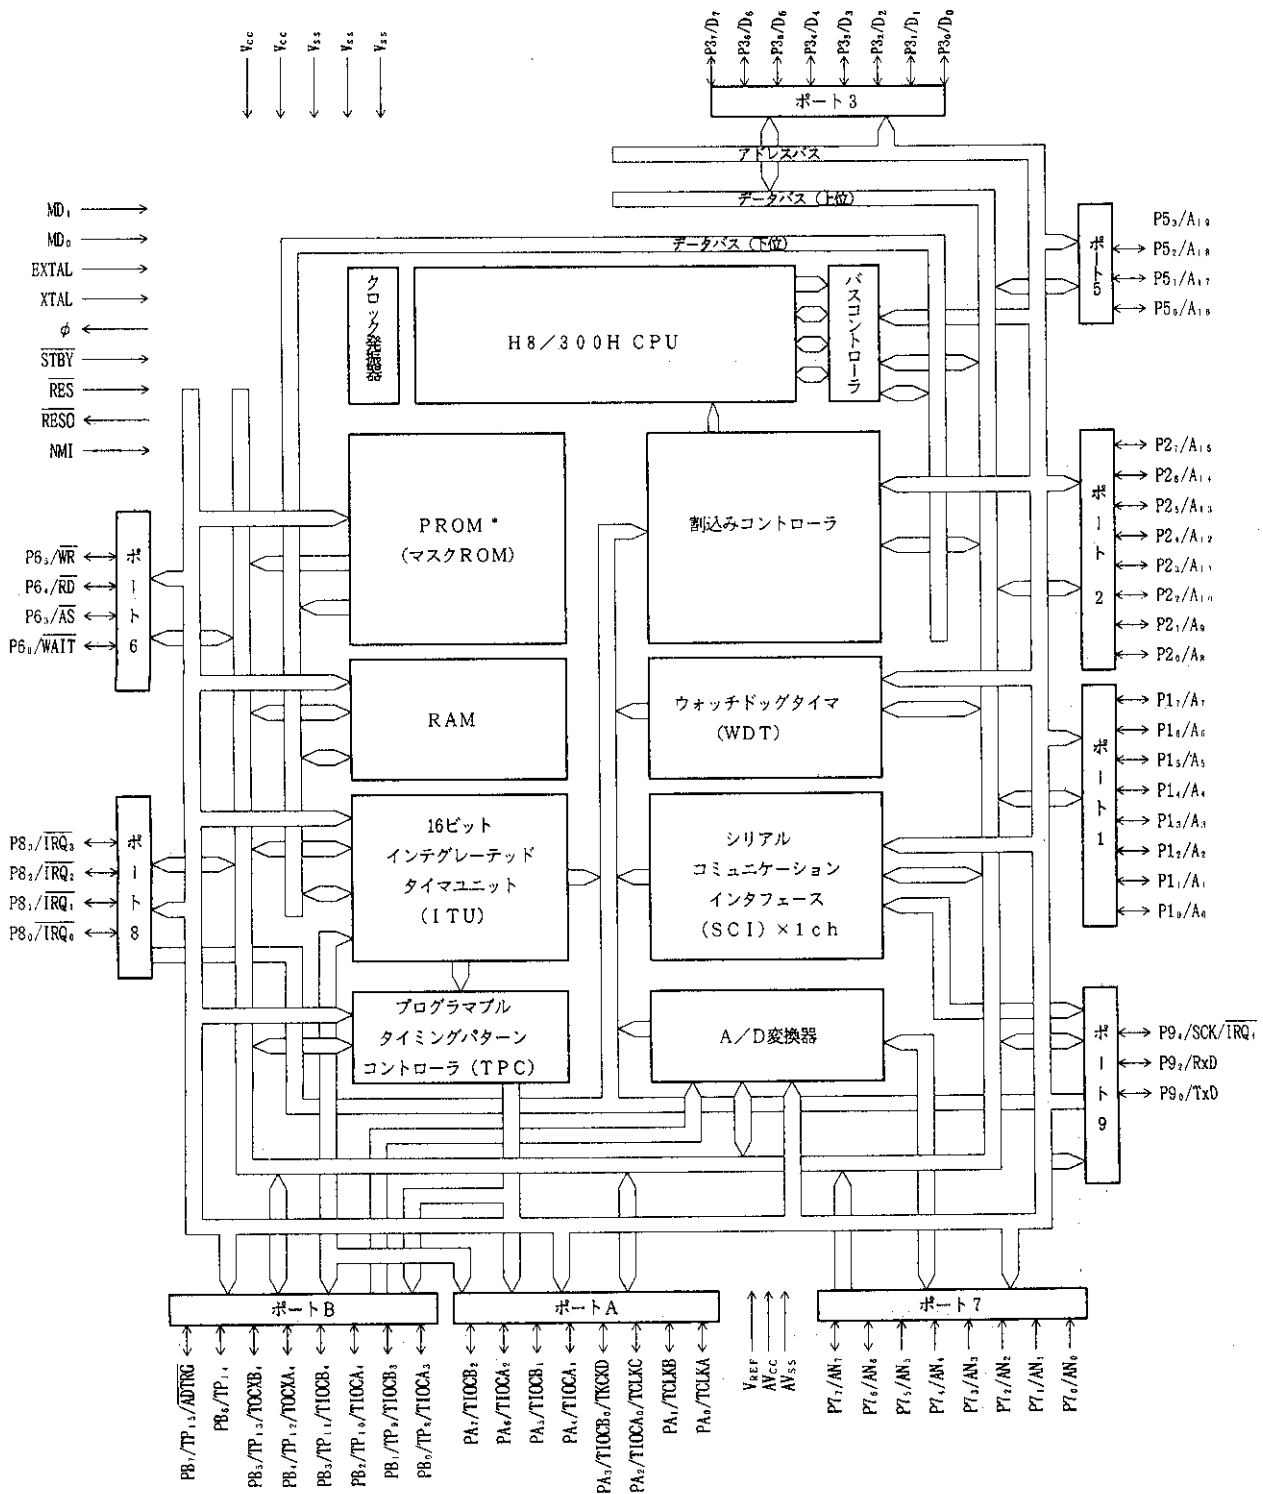 Vcc
Vcc
Vss
Vss
Vss
P3₇/D₇
P3₆/D₆
P3₅/D₅
P3₄/D₄
P3₃/D₃
P3₂/D₂
P3₁/D₁
P3₀/D₀
ポート3
アドレスバス
データバス（上位）
データバス（下位）
MD₁
MD₀
EXTAL
XTAL
φ
S̅T̅B̅Y̅
R̅E̅S̅
R̅E̅S̅O̅
NMI
クロック発振器
H8／300H CPU
バスコントローラ
ポート5
P5₃/A₁₉
P5₂/A₁₈
P5₁/A₁₇
P5₀/A₁₆
PROM*
(マスクROM)
割込みコントローラ
ポート2
P2₇/A₁₅
P2₆/A₁₄
P2₅/A₁₃
P2₄/A₁₂
P2₃/A₁₁
P2₂/A₁₀
P2₁/A₉
P2₀/A₈
P6₅/W̅R̅
P6₄/R̅D̅
P6₃/A̅S̅
P6₀/W̅A̅I̅T̅
ポート6
RAM
ウォッチドッグタイマ
(WDT)
ポート1
P1₇/A₇
P1₆/A₆
P1₅/A₅
P1₄/A₄
P1₃/A₃
P1₂/A₂
P1₁/A₁
P1₀/A₀
P8₃/I̅R̅Q̅₃
P8₂/I̅R̅Q̅₂
P8₁/I̅R̅Q̅₁
P8₀/I̅R̅Q̅₀
ポート8
16ビット
インテグレーテッド
タイマユニット
(ITU)
シリアル
コミュニケーション
インタフェース
(SCI)×1ch
プログラマブル
タイミングパターン
コントローラ(TPC)
A／D変換器
ポート9
P9₄/SCK/I̅R̅Q̅₄
P9₂/RxD
P9₀/TxD
ポートB
ポートA
ポート7
PB₇/TP₁₅/A̅D̅T̅R̅G̅
PB₆/TP₁₄
PB₅/TP₁₃/TOCXB₄
PB₄/TP₁₂/TOCXA₄
PB₃/TP₁₁/TIOCB₄
PB₂/TP₁₀/TIOCA₄
PB₁/TP₉/TIOCB₃
PB₀/TP₈/TIOCA₃
PA₇/TIOCB₂
PA₆/TIOCA₂
PA₅/TIOCB₁
PA₄/TIOCA₁
PA₃/TIOCB₀/TKCKD
PA₂/TIOCA₀/TCLKC
PA₁/TCLKB
PA₀/TCLKA
V_REF
AVcc
AVss
P7₇/AN₇
P7₆/AN₆
P7₅/AN₅
P7₄/AN₄
P7₃/AN₃
P7₂/AN₂
P7₁/AN₁
P7₀/AN₀